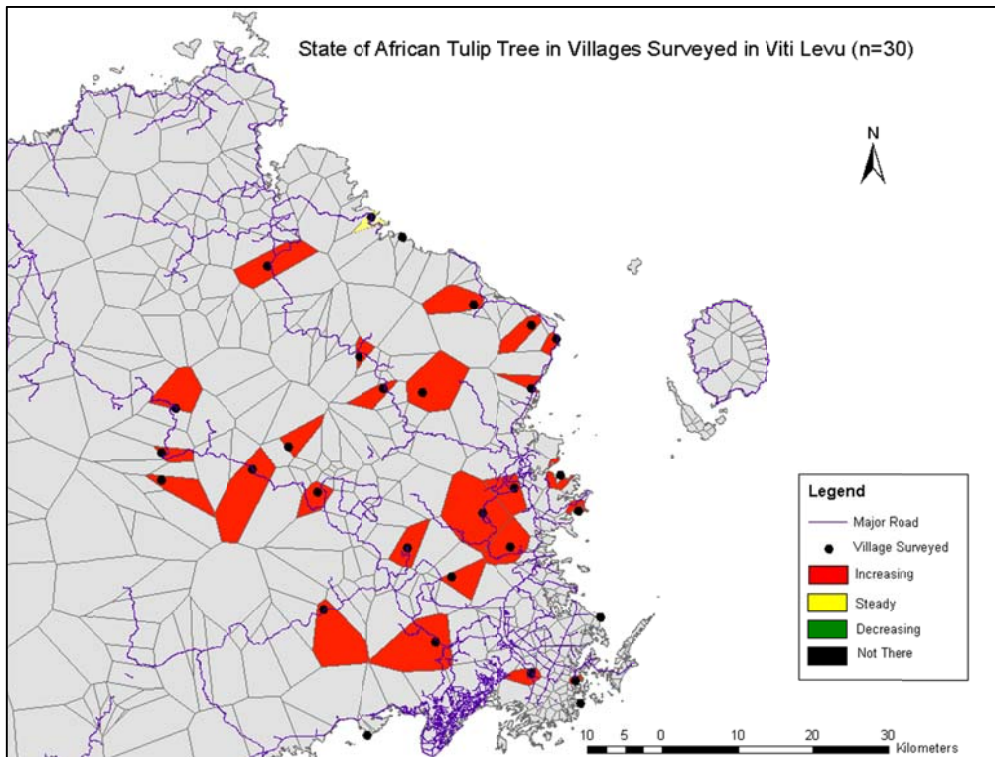 State of African Tulip Tree in Villages Surveyed in Viti Levu (n=30)
N
Legend
Major Road
Village Surveyed
Increasing
Steady
Decreasing
Not There
10 5 0 10 20 30
Kilometers